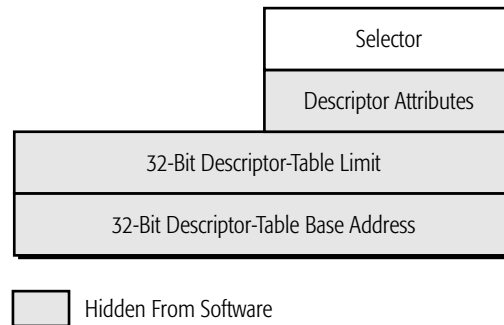 Selector
Descriptor Attributes
32-Bit Descriptor-Table Limit
32-Bit Descriptor-Table Base Address
Hidden From Software